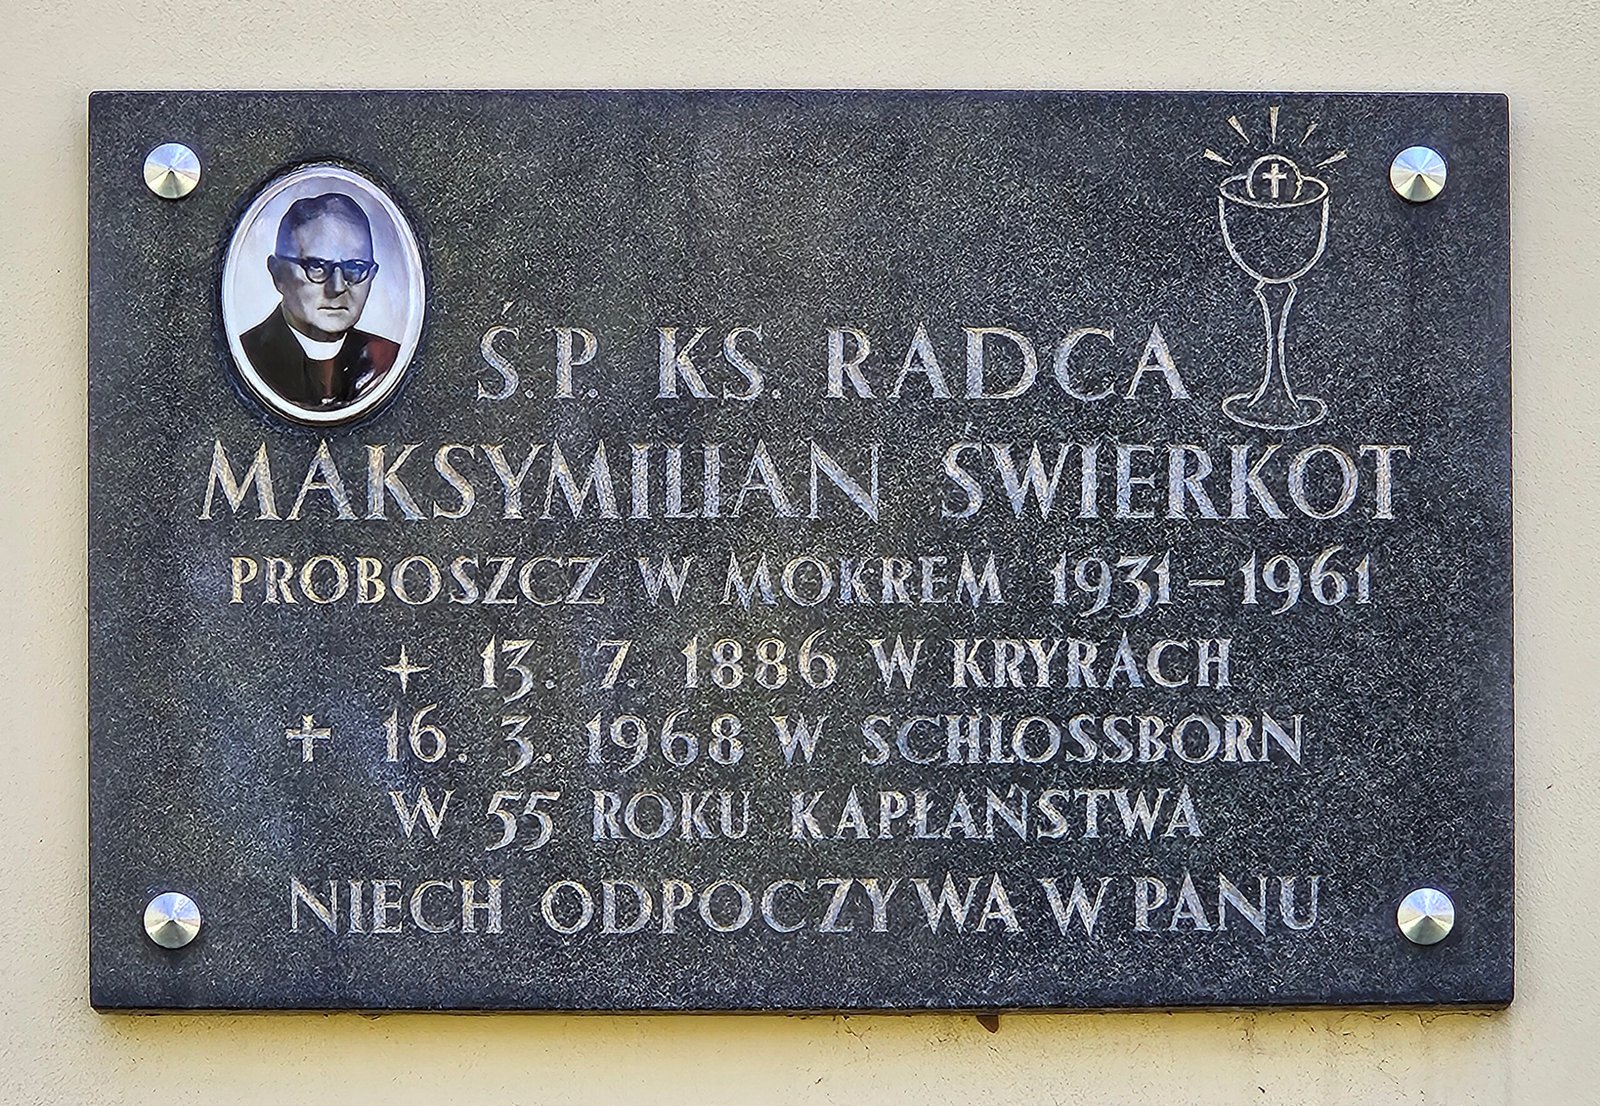 Ś.P. KS. RADCA
MAKSYMILIAN ŚWIERKOT
PROBOSZCZ W MOKREM 1931-1961
+ 13. 7. 1886 W KRYRACH
+ 16. 3. 1968 W SCHLOSSBORN
W 55 ROKU KAPŁAŃSTWA
NIECH ODPOCZYWA W PANU